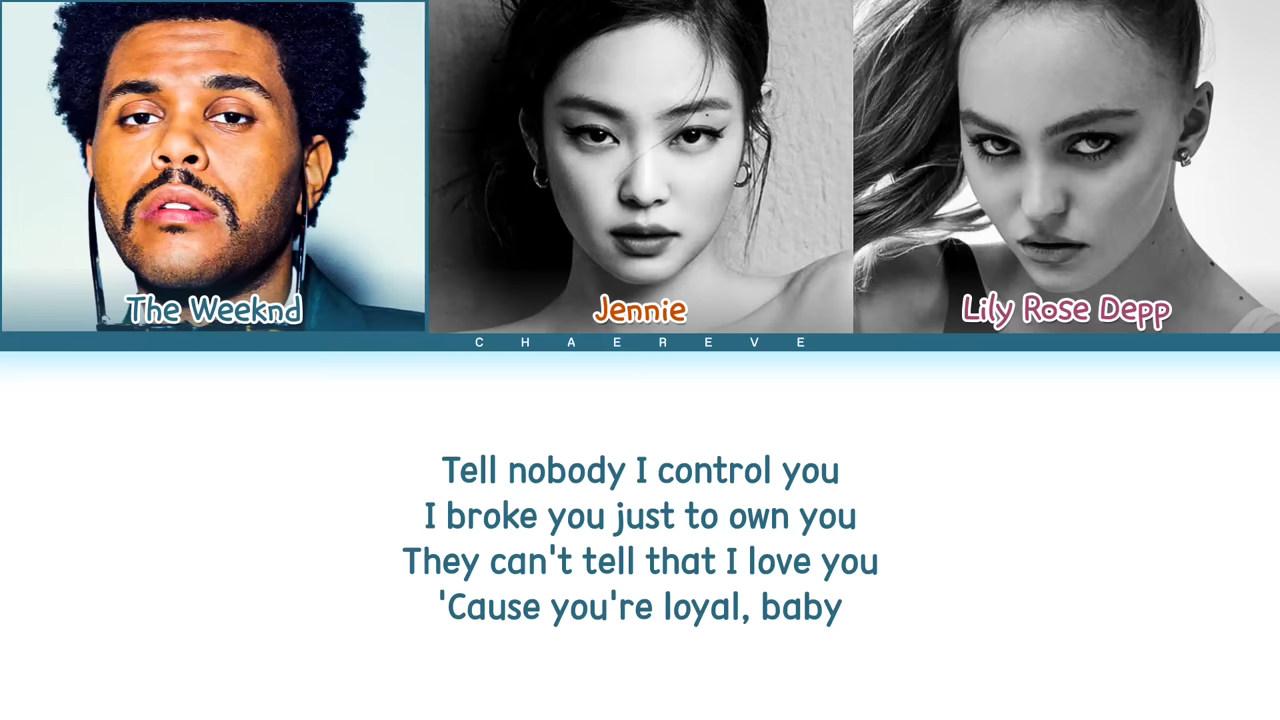 The Weeknd
Jennie
Lily Rose Depp
CHAEREVE
Tell nobody I control you
I broke you just to own you
They can't tell that I love you
'Cause you're loyal, baby